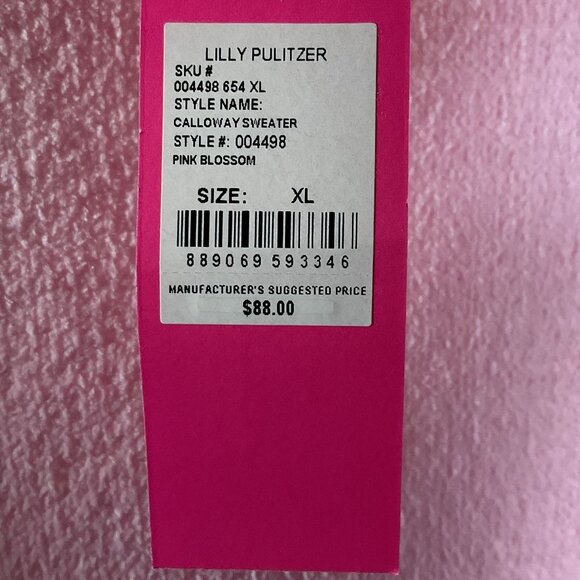 LILLY PULITZER
SKU #
004498 654 XL
STYLE NAME:
CALLOWAY SWEATER
STYLE #: 004498
PINK BLOSSOM
SIZE: XL
889069 593346
MANUFACTURER'S SUGGESTED PRICE
$88.00